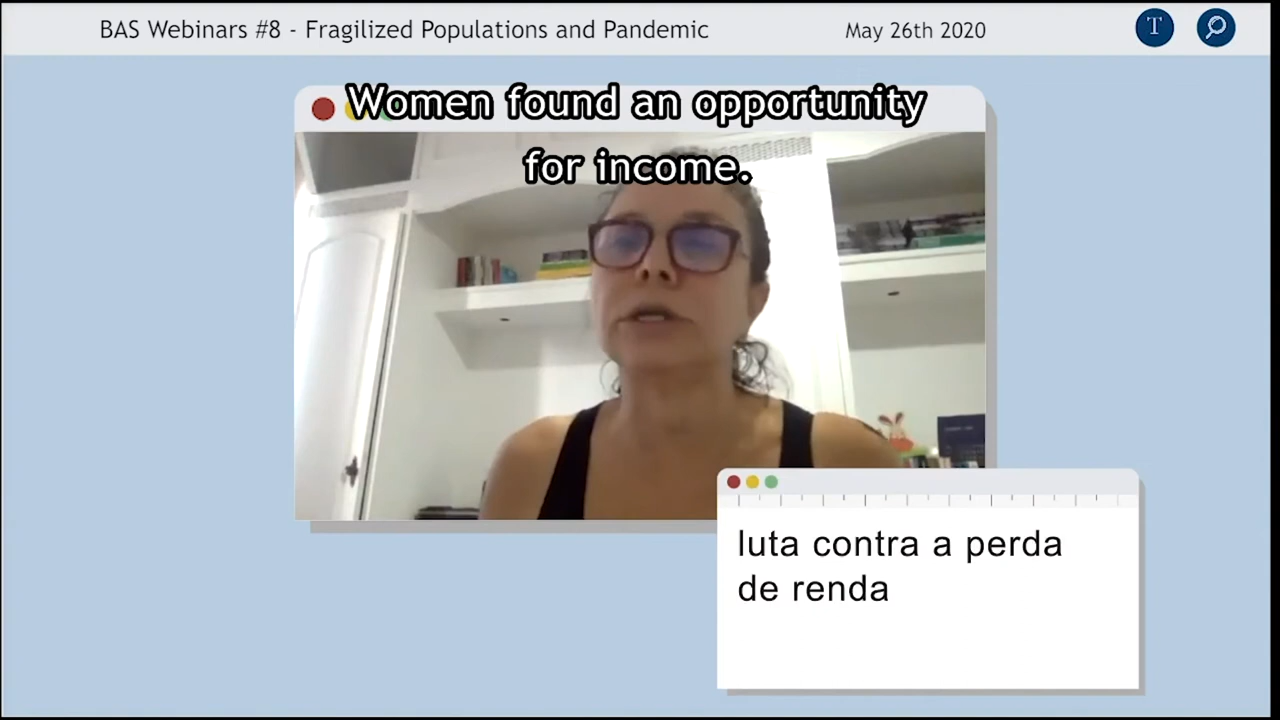 BAS Webinars #8 - Fragilized Populations and Pandemic
May 26th 2020
T
Women found an opportunity
for income.
luta contra a perda
de renda